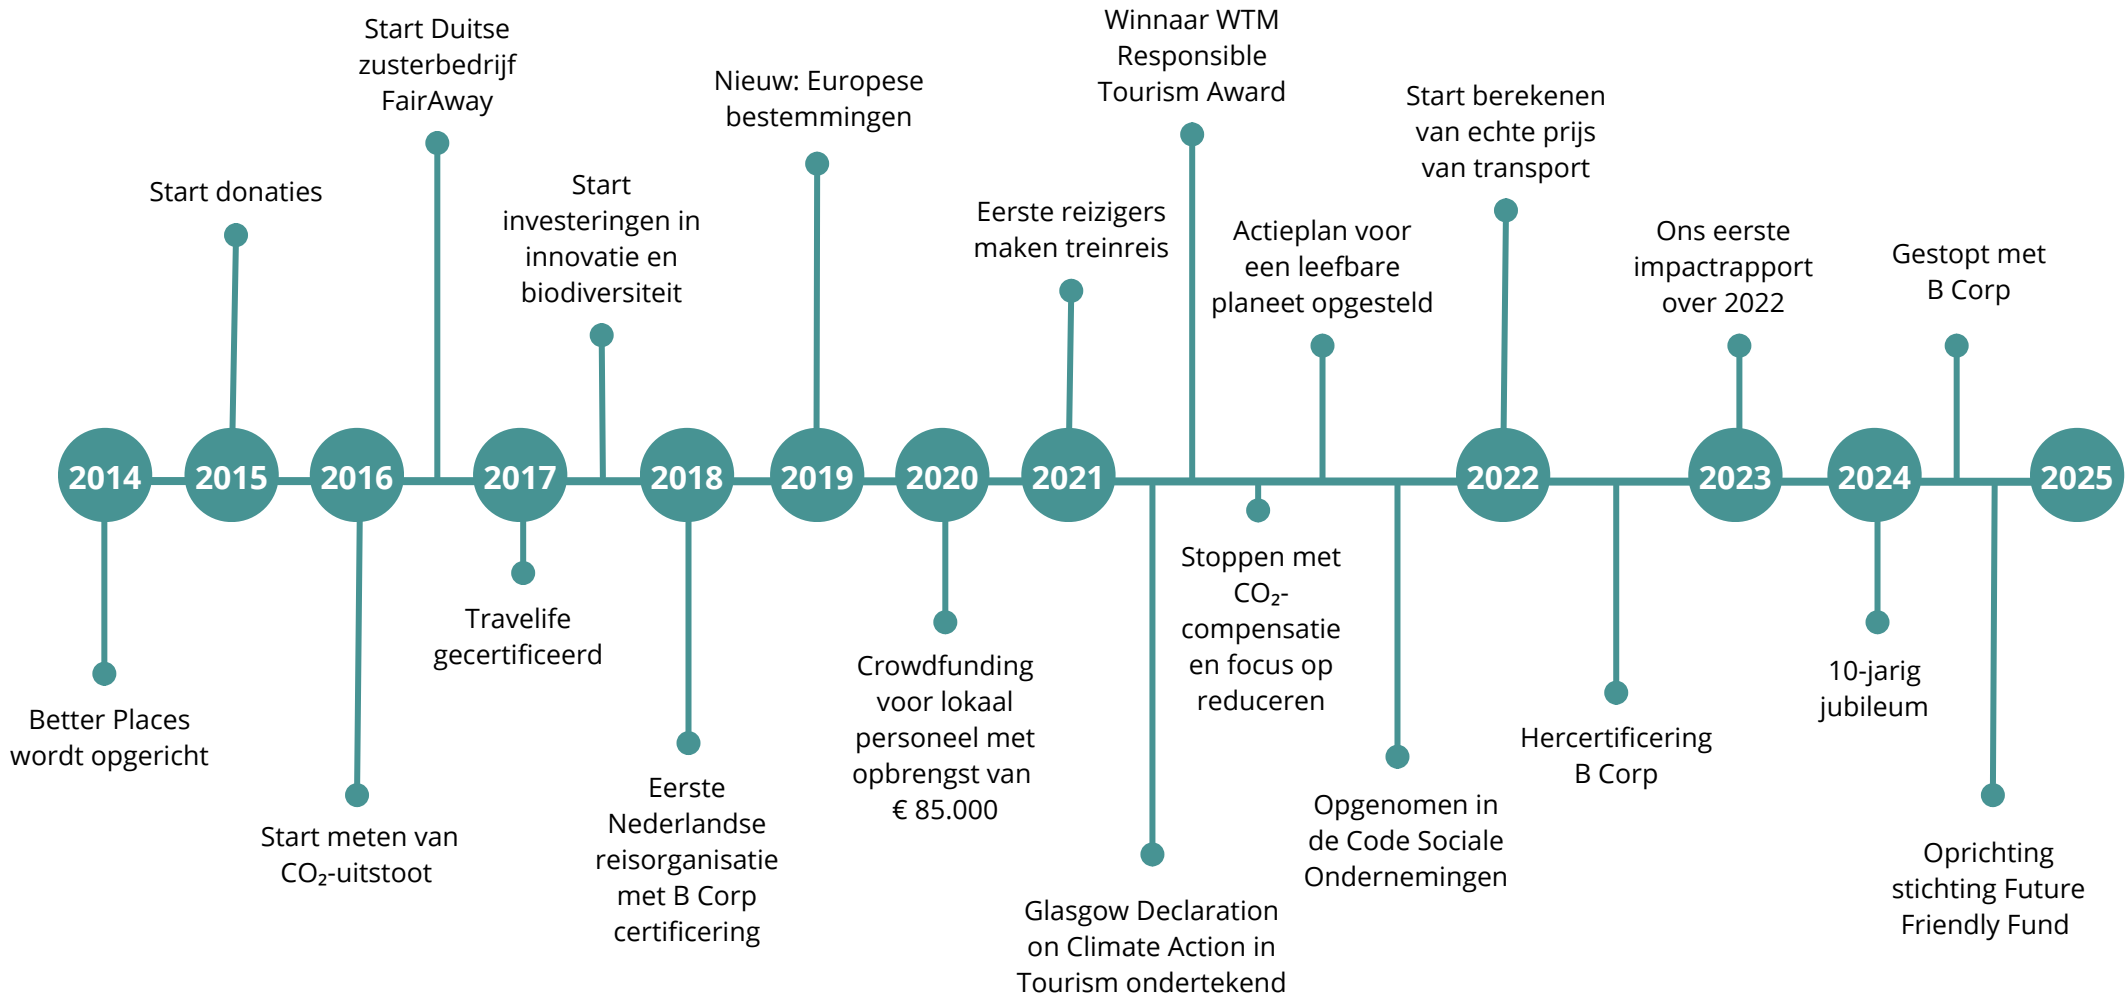 Start Duitse
zusterbedrijf
FairAway
Winnaar WTM
Responsible
Tourism Award
Nieuw: Europese
bestemmingen
Start berekenen
van echte prijs
van transport
Start donaties
Start
investeringen in
innovatie en
biodiversiteit
Eerste reizigers
maken treinreis
Actieplan voor
een leefbare
planeet opgesteld
Ons eerste
impactrapport
over 2022
Gestopt met
B Corp
2014
2015
2016
2017
2018
2019
2020
2021
2022
2023
2024
2025
Better Places
wordt opgericht
Start meten van
CO₂-uitstoot
Travelife
gecertificeerd
Eerste
Nederlandse
reisorganisatie
met B Corp
certificering
Crowdfunding
voor lokaal
personeel met
opbrengst van
€ 85.000
Glasgow Declaration
on Climate Action in
Tourism ondertekend
Stoppen met
CO₂-
compensatie
en focus op
reduceren
Opgenomen in
de Code Sociale
Ondernemingen
Hercertificering
B Corp
10-jarig
jubileum
Oprichting
stichting Future
Friendly Fund